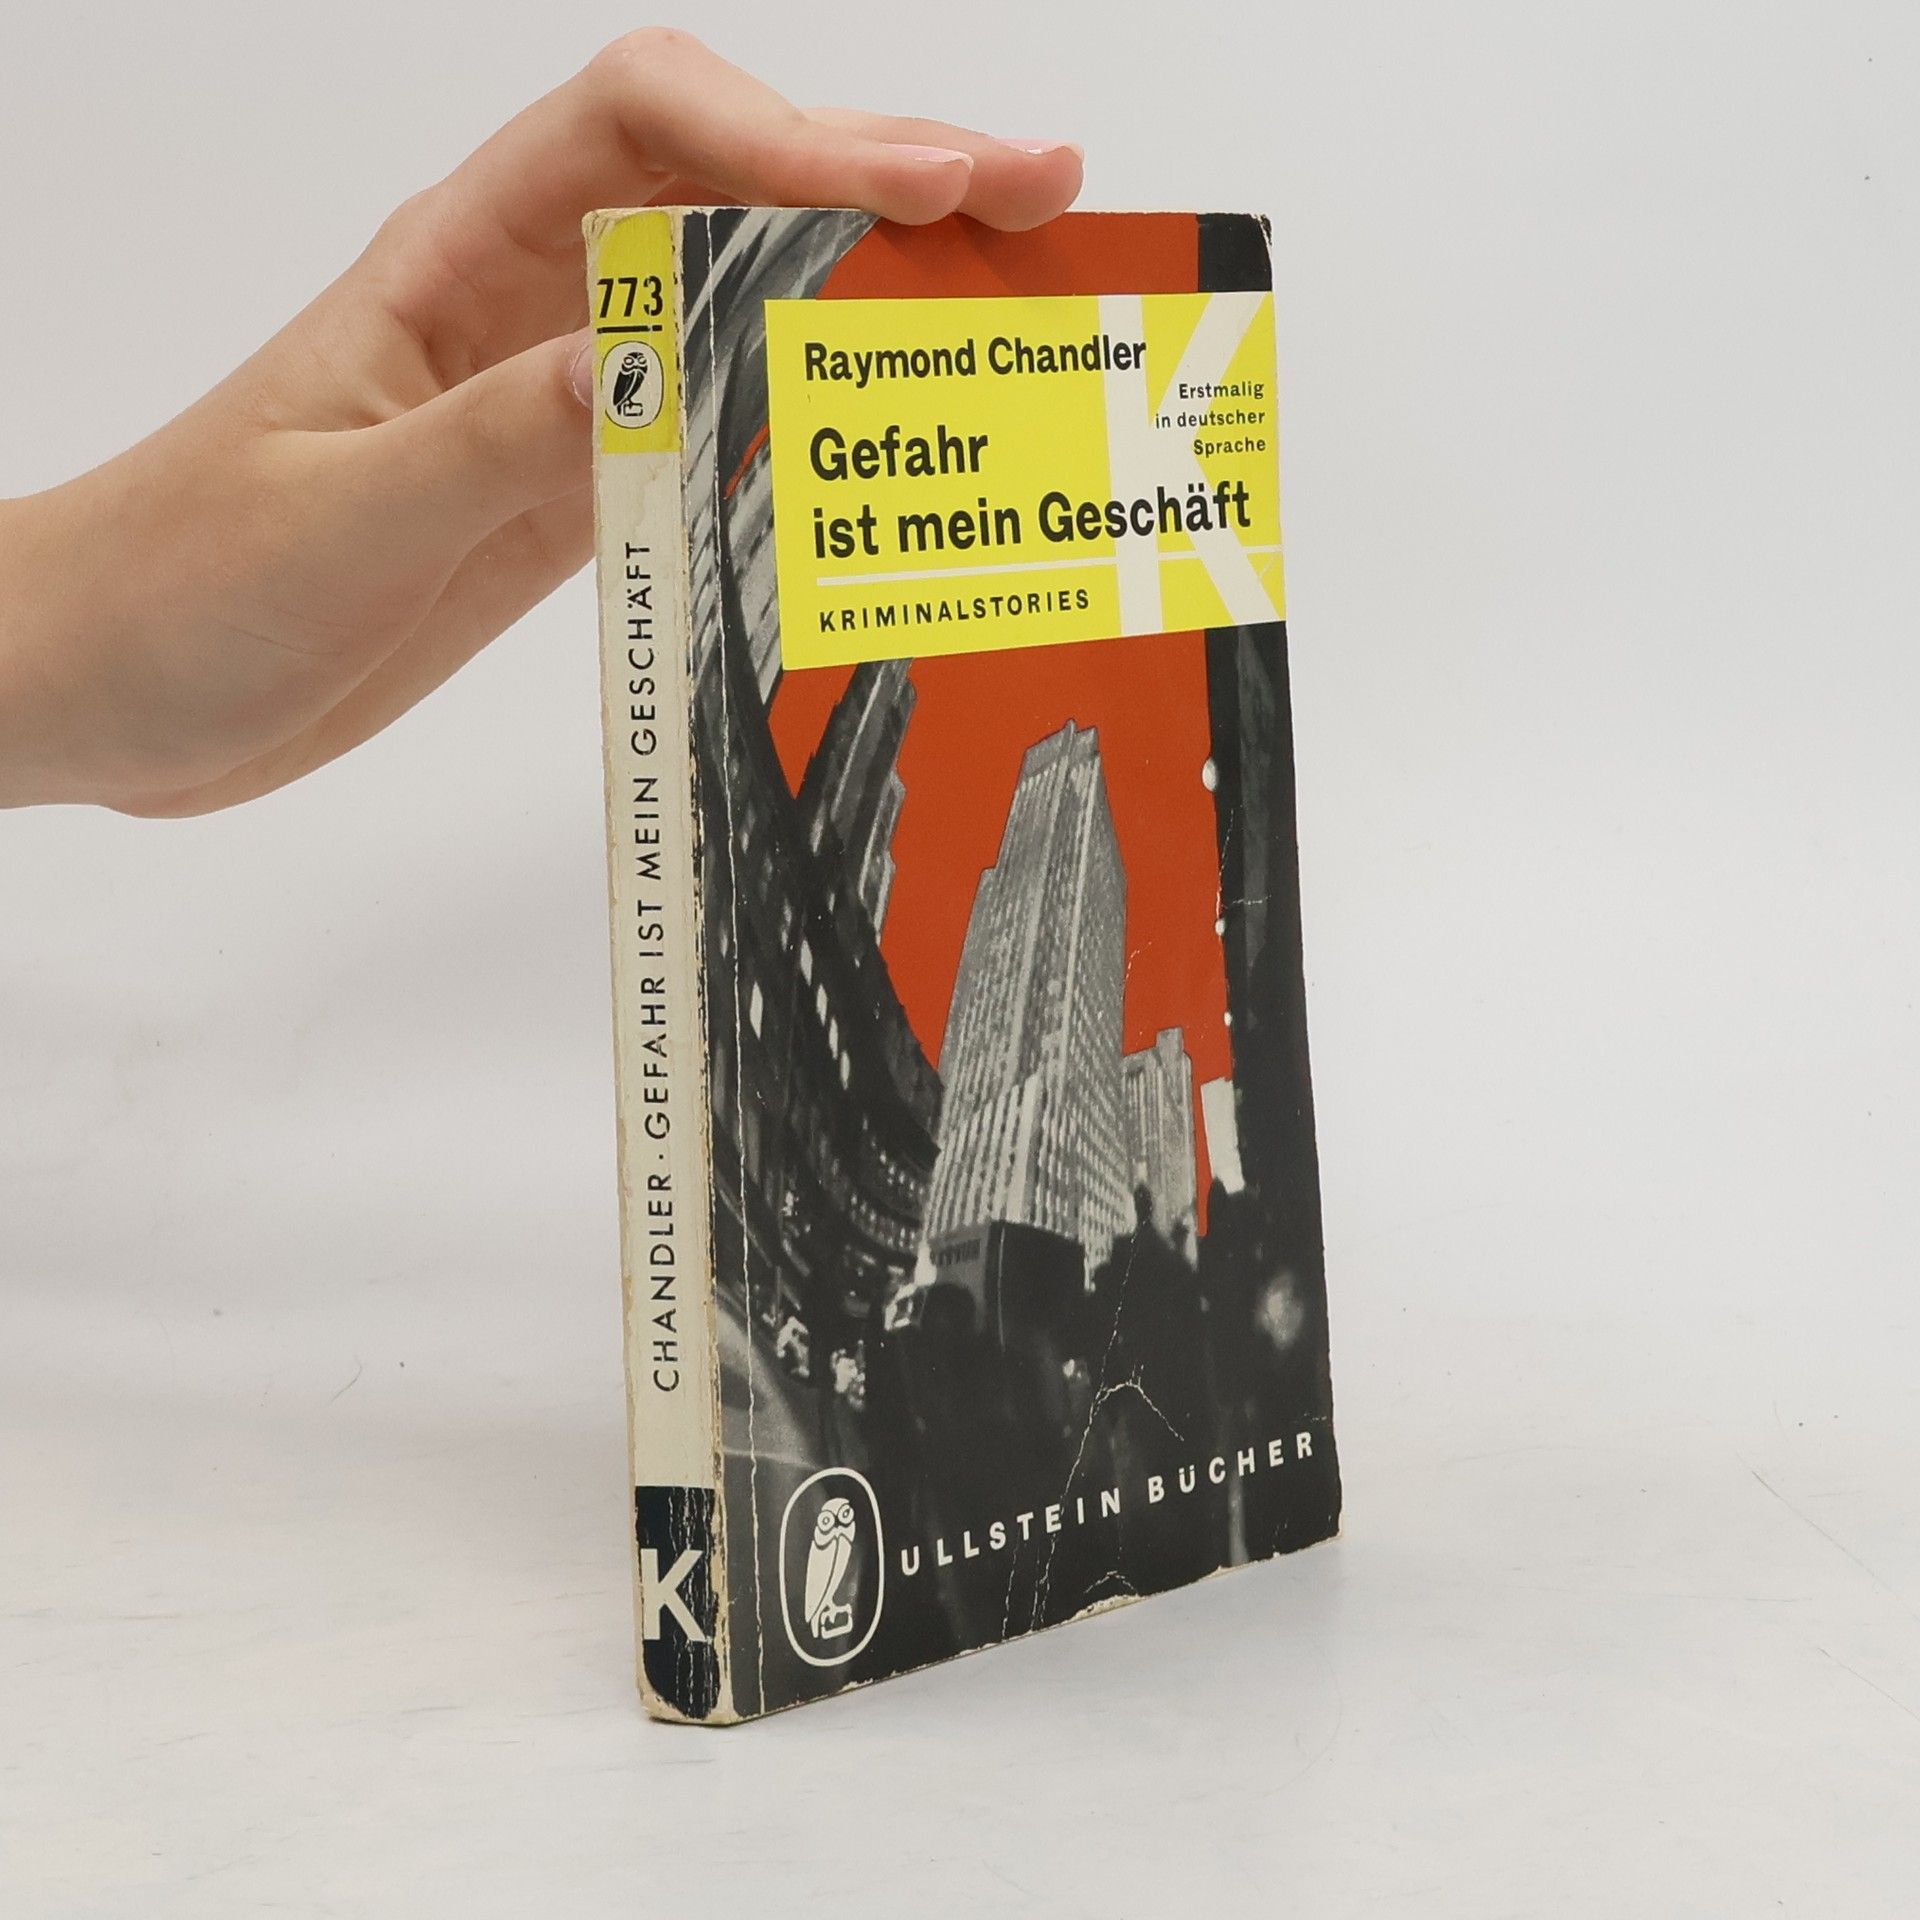 773
CHANDLER · GEFAHR IST MEIN GESCHÄFT
K
Raymond Chandler
Erstmalig
in deutscher
Sprache
Gefahr
ist mein Geschäft
KRIMINALSTORIES
K
ULLSTEIN BÜCHER